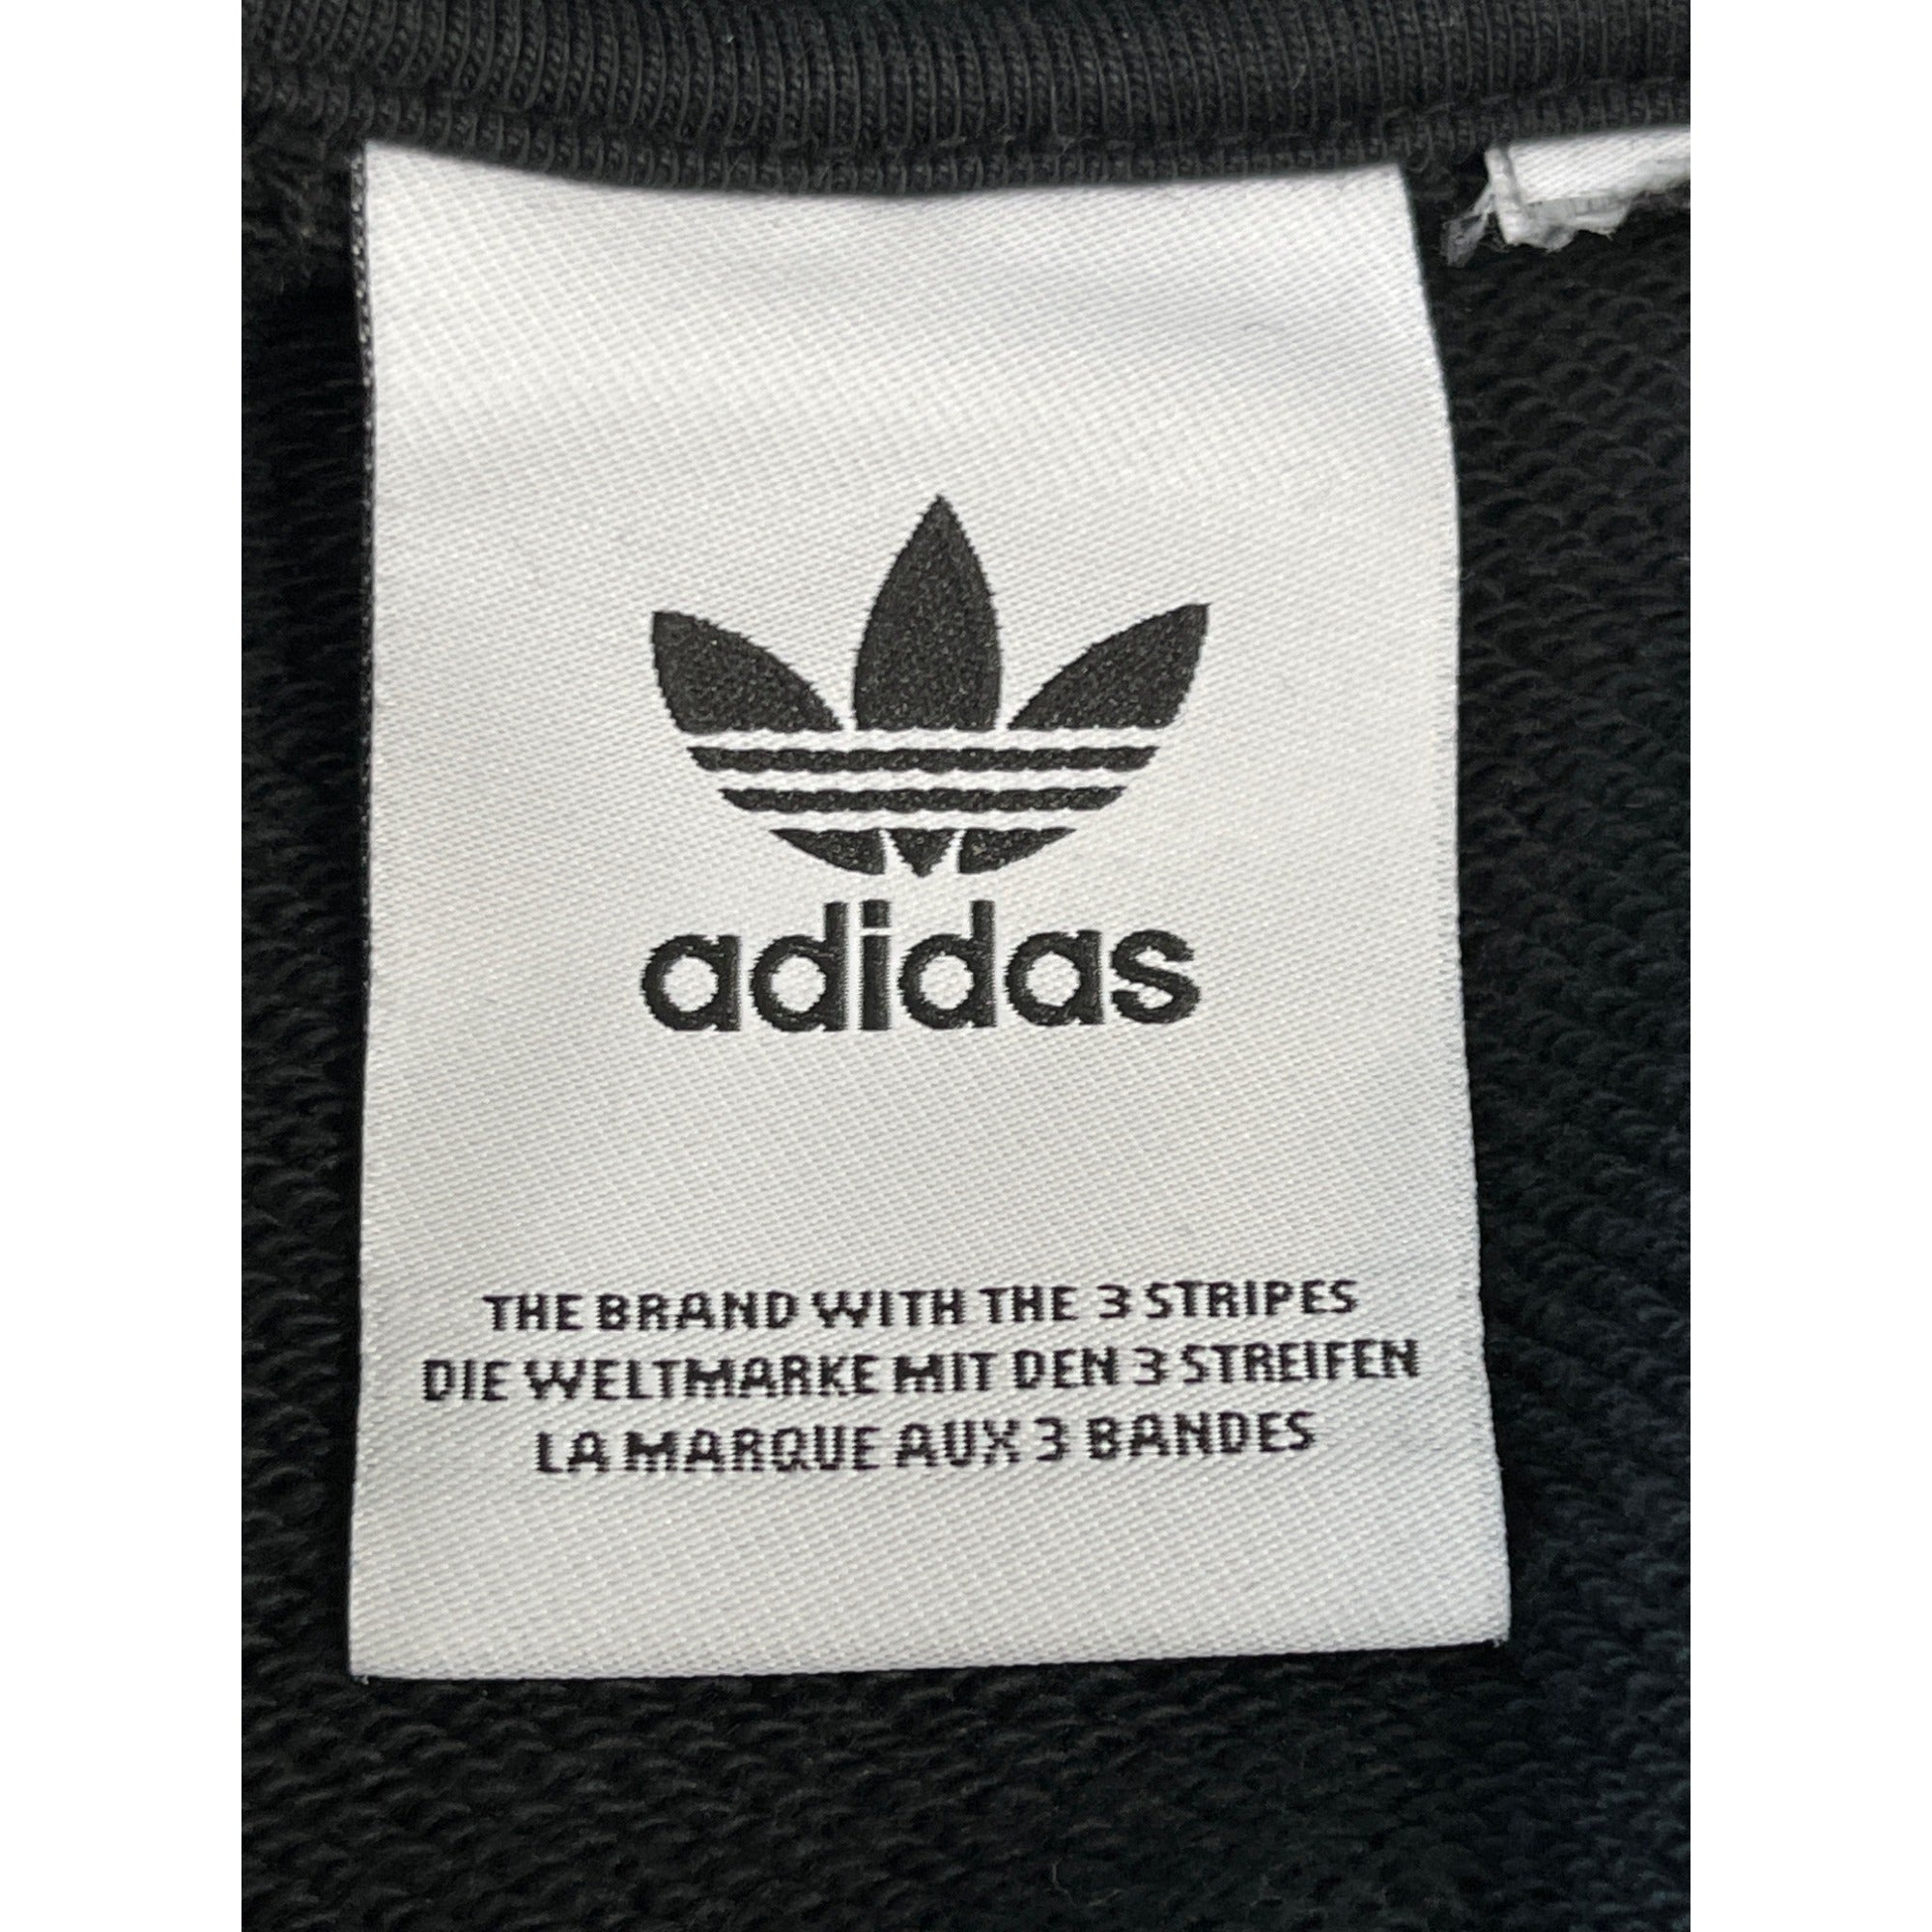 adidas
THE BRAND WITH THE 3 STRIPES
DIE WELTMARKE MIT DEN 3 STREIFEN
LA MARQUE AUX 3 BANDES